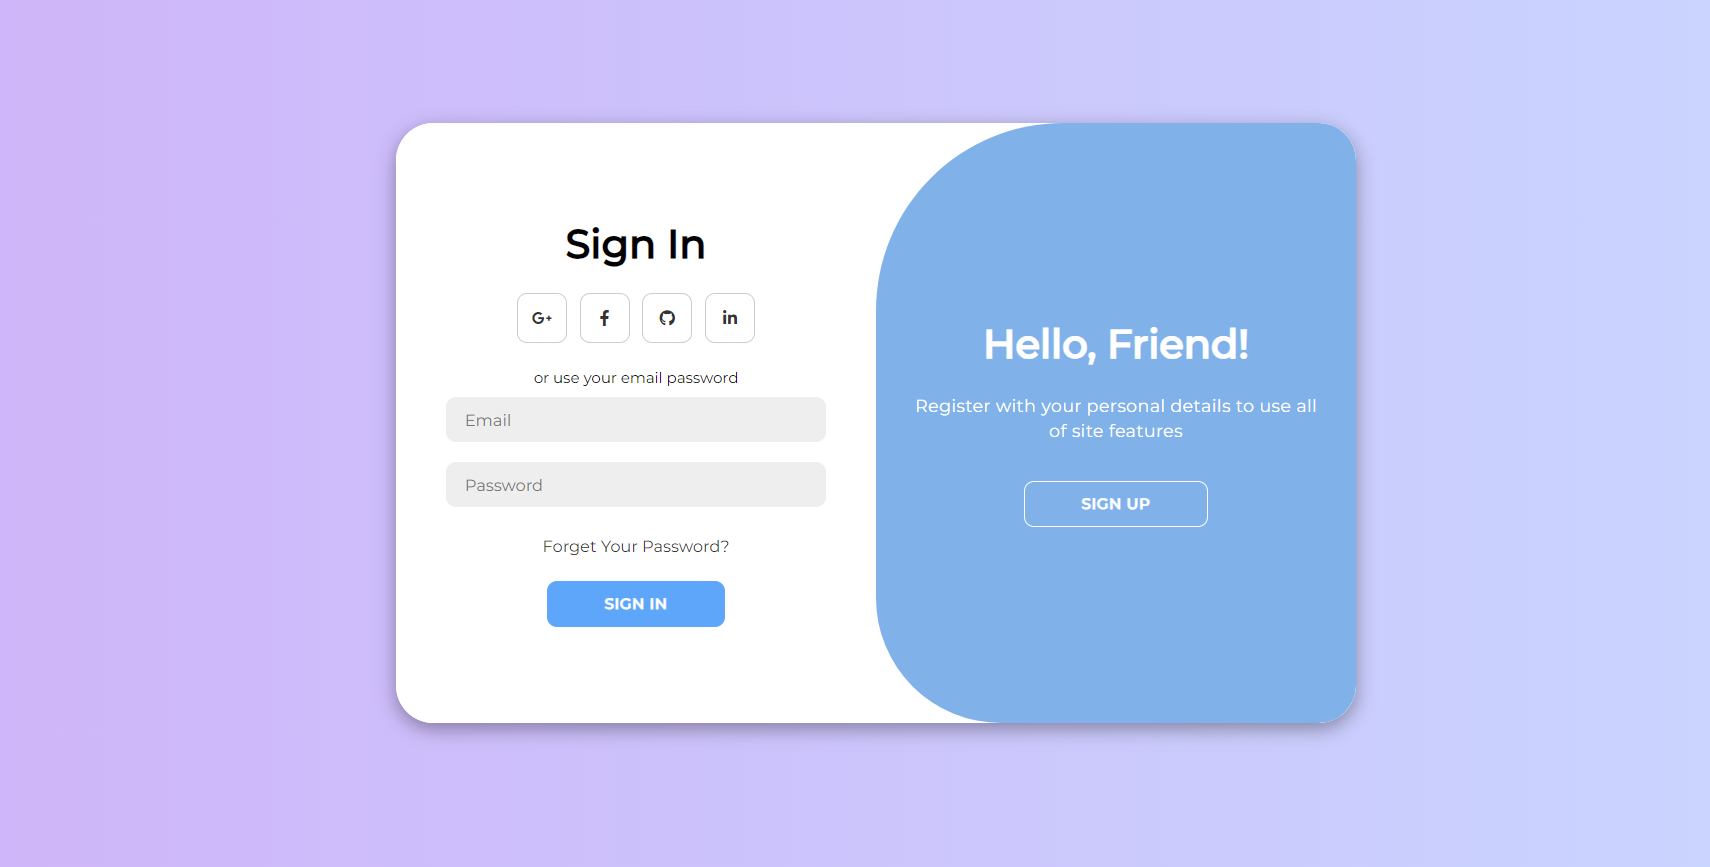 Sign In
G+ f in
or use your email password
Email
Password
Forget Your Password?
SIGN IN
Hello, Friend!
Register with your personal details to use all
of site features
SIGN UP